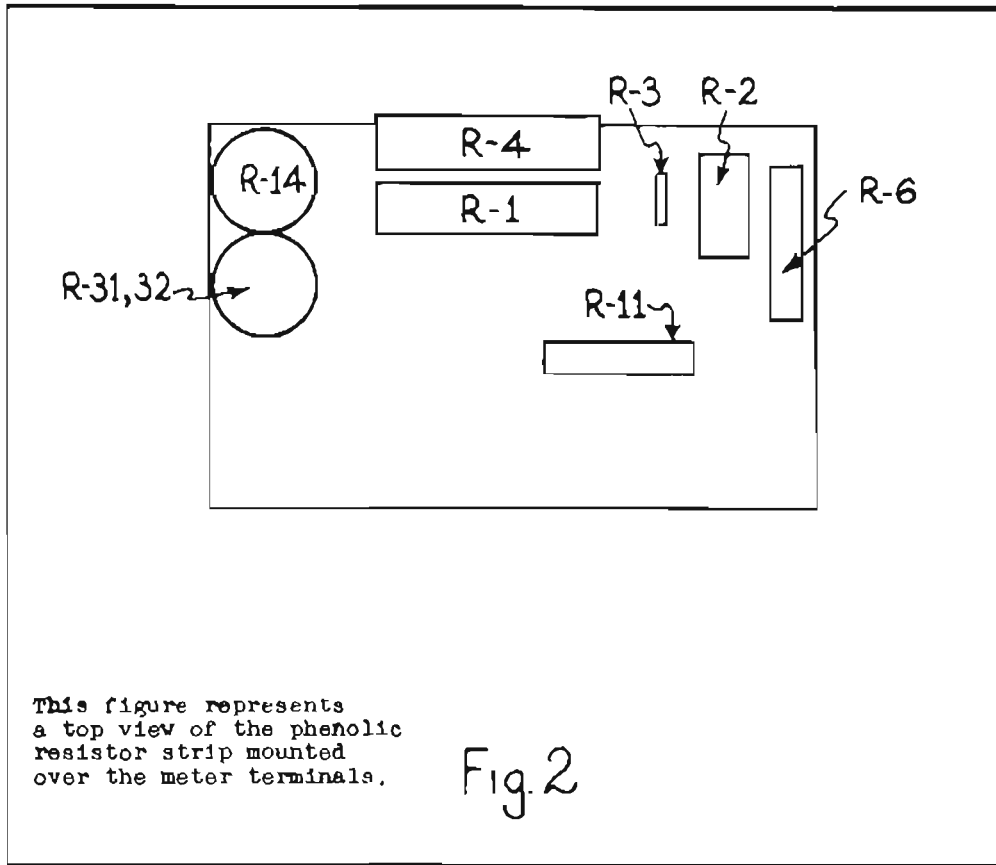 R-3
R-2
R-4
R-14
R-1
R-6
R-31,32
R-11
This figure represents
a top view of the phenolic
resistor strip mounted
over the meter terminals.
Fig. 2